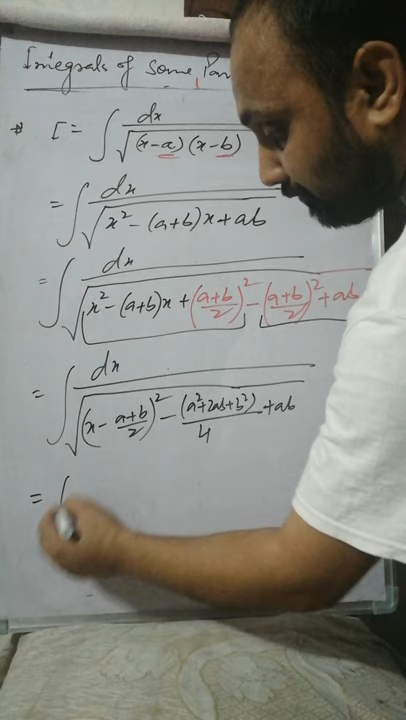 Integrals of Some
* I = ∫ dx / √((x-a)(x-b))
= ∫ dx / √(x² - (a+b)x + ab)
= ∫ dx / √(x² - (a+b)x + ((a+b)/2)² - ((a+b)/2)² + ab)
= ∫ dx / √((x - (a+b)/2)² - (a²+2ab+b²)/4 + ab)
= ∫